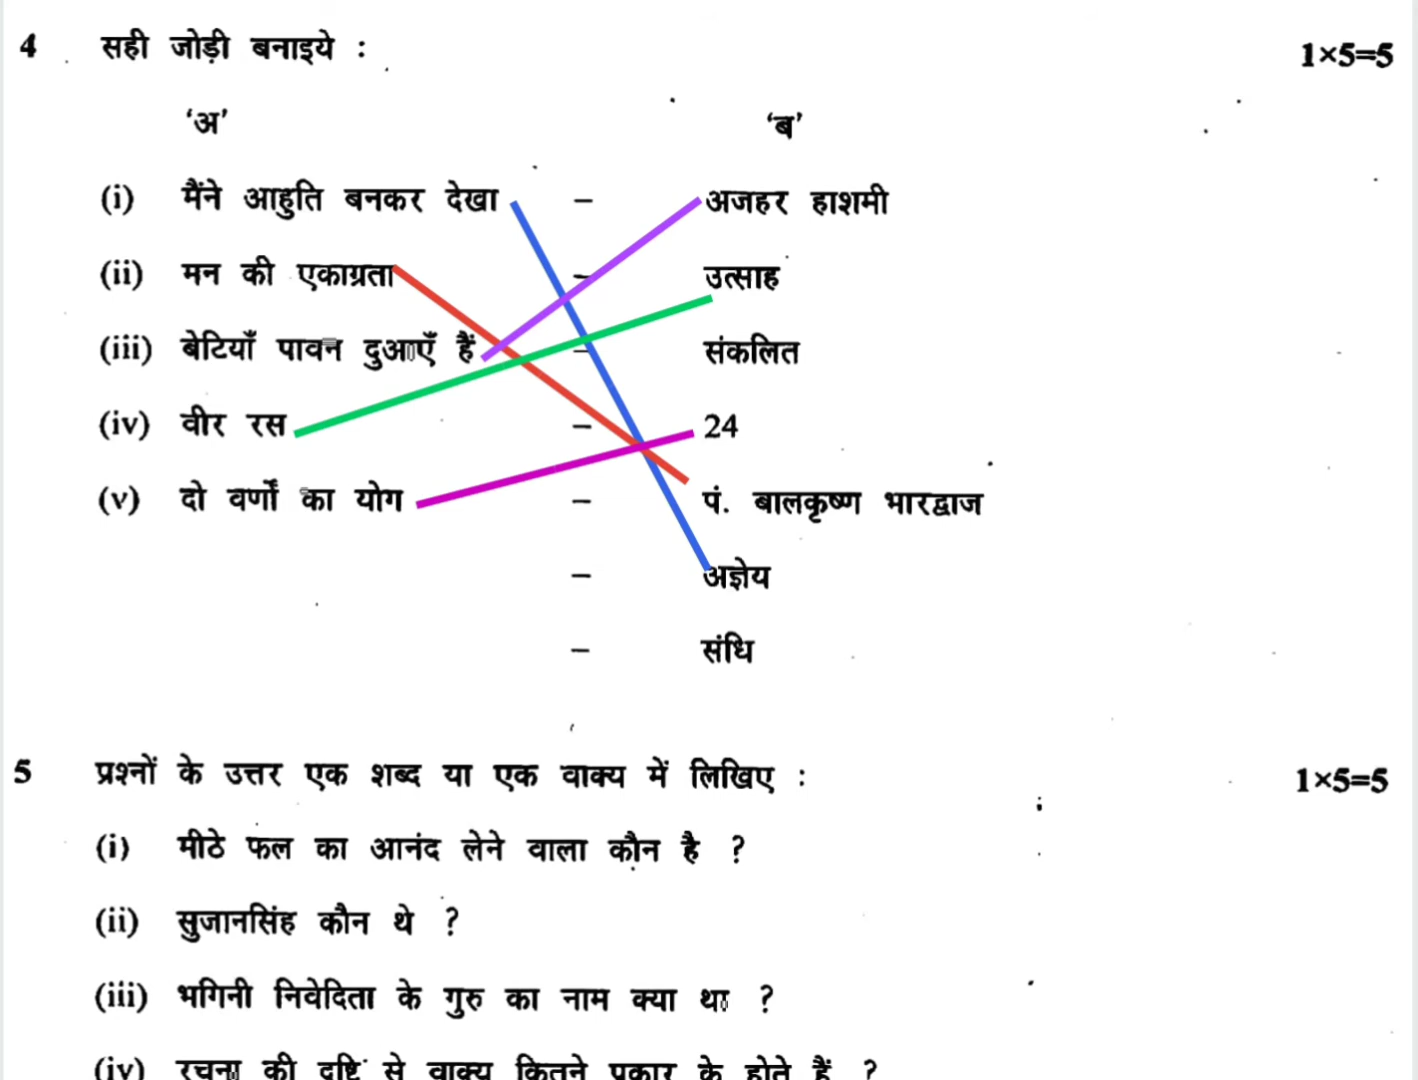 4 सही जोड़ी बनाइये : 1×5=5
‘अ’ ‘ब’
(i) मैंने आहुति बनकर देखा – अजहर हाशमी
(ii) मन की एकाग्रता – उत्साह
(iii) बेटियाँ पावन दुआएँ हैं – संकलित
(iv) वीर रस – 24
(v) दो वर्णों का योग – पं. बालकृष्ण भारद्वाज
– अज्ञेय
– संधि
5 प्रश्नों के उत्तर एक शब्द या एक वाक्य में लिखिए : 1×5=5
(i) मीठे फल का आनंद लेने वाला कौन है ?
(ii) सुजानसिंह कौन थे ?
(iii) भगिनी निवेदिता के गुरु का नाम क्या था ?
(iv) रचना की दृष्टि से वाक्य कितने प्रकार के होते हैं ?